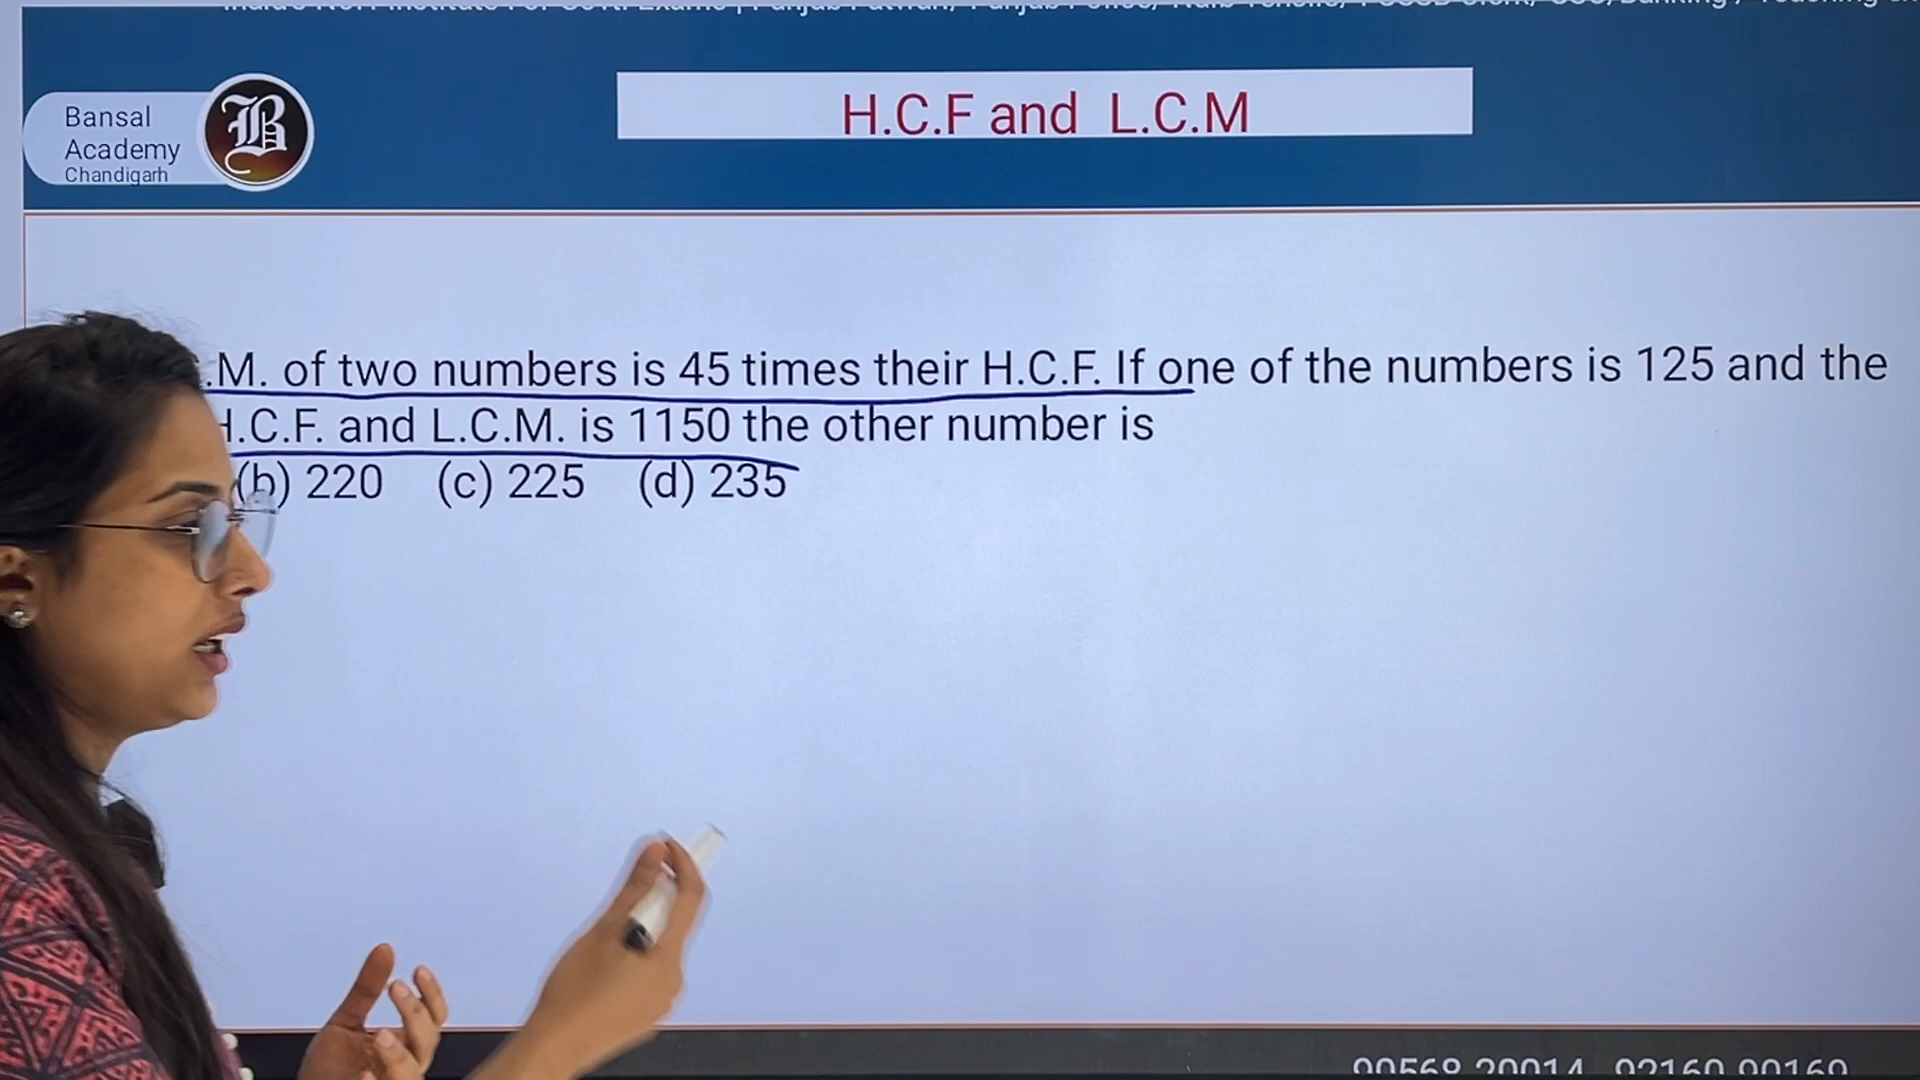 Bansal
Academy
Chandigarh
H.C.F and L.C.M
.M. of two numbers is 45 times their H.C.F. If one of the numbers is 125 and the
H.C.F. and L.C.M. is 1150 the other number is
(b) 220 (c) 225 (d) 235